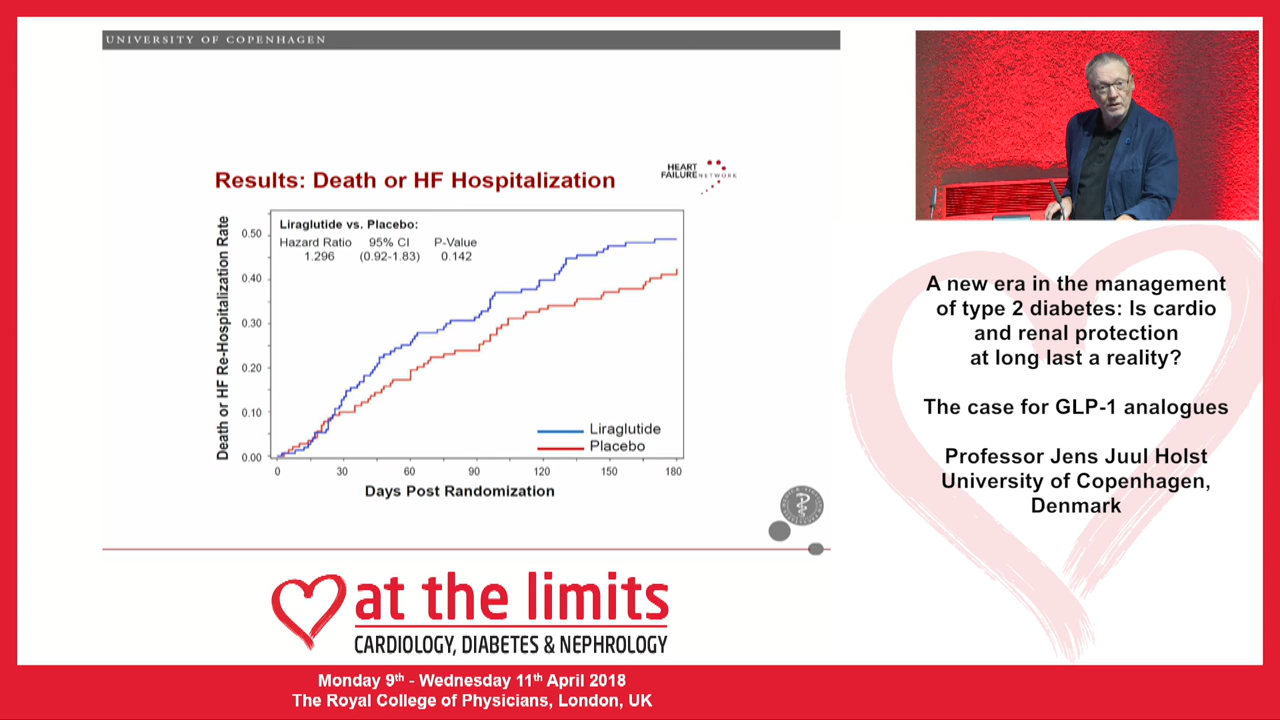 UNIVERSITY OF COPENHAGEN
Results: Death or HF Hospitalization
HEART
FAILURE NETWORK
Death or HF Re-Hospitalization Rate
Liraglutide vs. Placebo:
Hazard Ratio 95% CI P-Value
1.296 (0.92-1.83) 0.142
0.50
0.40
0.30
0.20
0.10
0.00
Liraglutide
Placebo
0 30 60 90 120 150 180
Days Post Randomization
A new era in the management
of type 2 diabetes: Is cardio
and renal protection
at long last a reality?
The case for GLP-1 analogues
Professor Jens Juul Holst
University of Copenhagen,
Denmark
at the limits
CARDIOLOGY, DIABETES & NEPHROLOGY
Monday 9th - Wednesday 11th April 2018
The Royal College of Physicians, London, UK